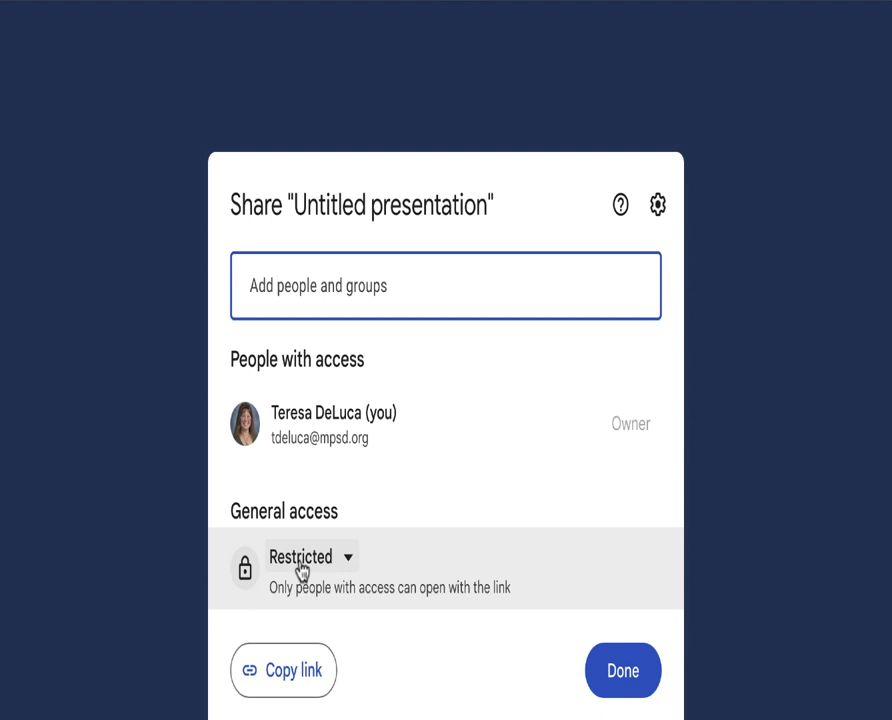 Share "Untitled presentation"
Add people and groups
People with access
Teresa DeLuca (you)
tdeluca@mpsd.org
Owner
General access
Restricted
Only people with access can open with the link
Copy link
Done